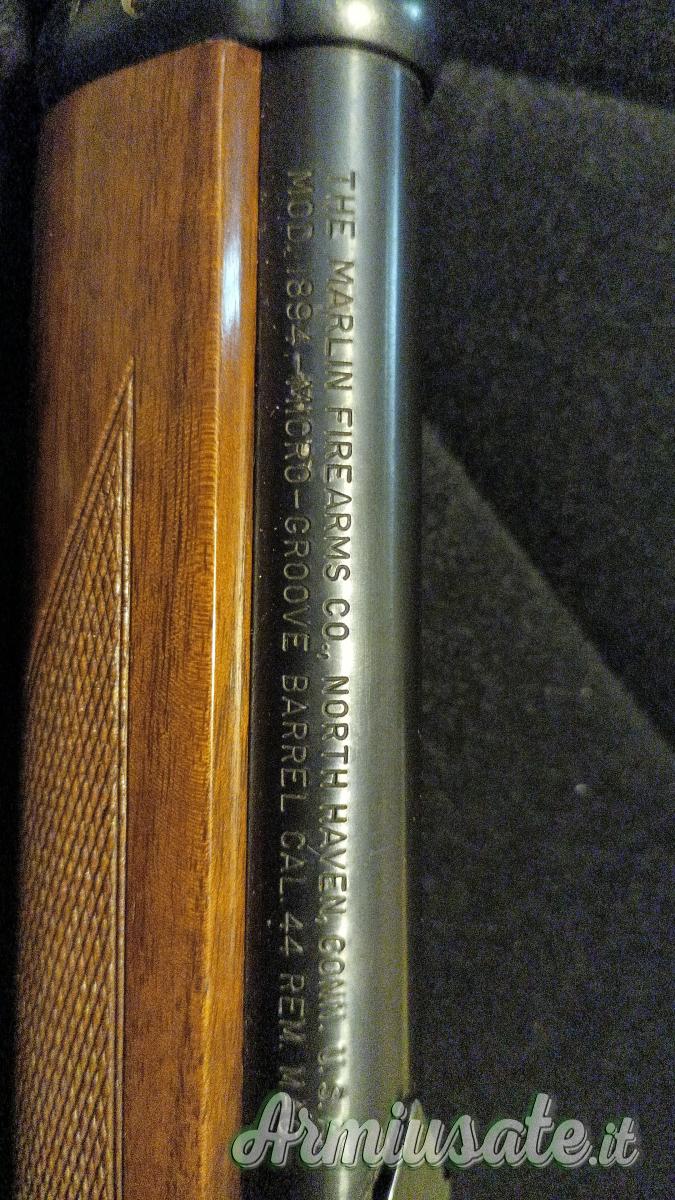 THE MARLIN FIREARMS CO., NORTH HAVEN, CONN. U.S.
MOD. 1894.-MICRO-GROOVE BARREL CAL. 44 REM.
Armiusate.it